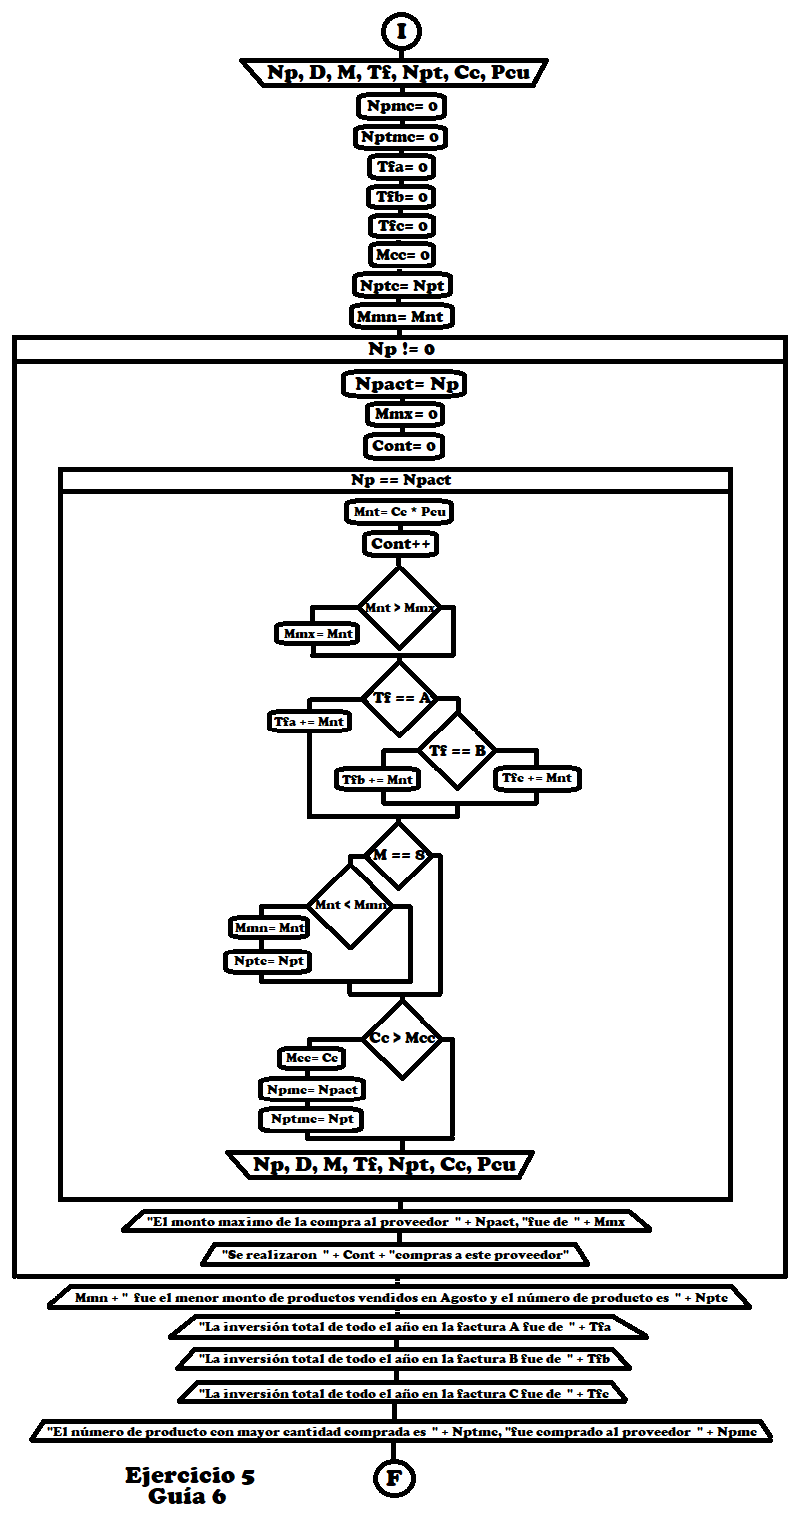 I
Np, D, M, Tf, Npt, Cc, Pcu
Npmc= 0
Nptmc= 0
Tfa= 0
Tfb= 0
Tfc= 0
Mcc= 0
Nptc= Npt
Mmn= Mnt
Np != 0
Npact= Np
Mmx= 0
Cont= 0
Np == Npact
Mnt= Cc * Pcu
Cont++
Mnt > Mmx
Mmx= Mnt
Tf == A
Tfa += Mnt
Tf == B
Tfb += Mnt
Tfc += Mnt
M == 8
Mnt < Mmn
Mmn= Mnt
Nptc= Npt
Cc > Mcc
Mcc= Cc
Npmc= Npact
Nptmc= Npt
Np, D, M, Tf, Npt, Cc, Pcu
"El monto maximo de la compra al proveedor " + Npact, "fue de " + Mmx
"Se realizaron " + Cont + "compras a este proveedor"
Mmn + " fue el menor monto de productos vendidos en Agosto y el número de producto es " + Nptc
"La inversión total de todo el año en la factura A fue de " + Tfa
"La inversión total de todo el año en la factura B fue de " + Tfb
"La inversión total de todo el año en la factura C fue de " + Tfc
"El número de producto con mayor cantidad comprada es " + Nptmc, "fue comprado al proveedor " + Npmc
F
Ejercicio 5
Guía 6